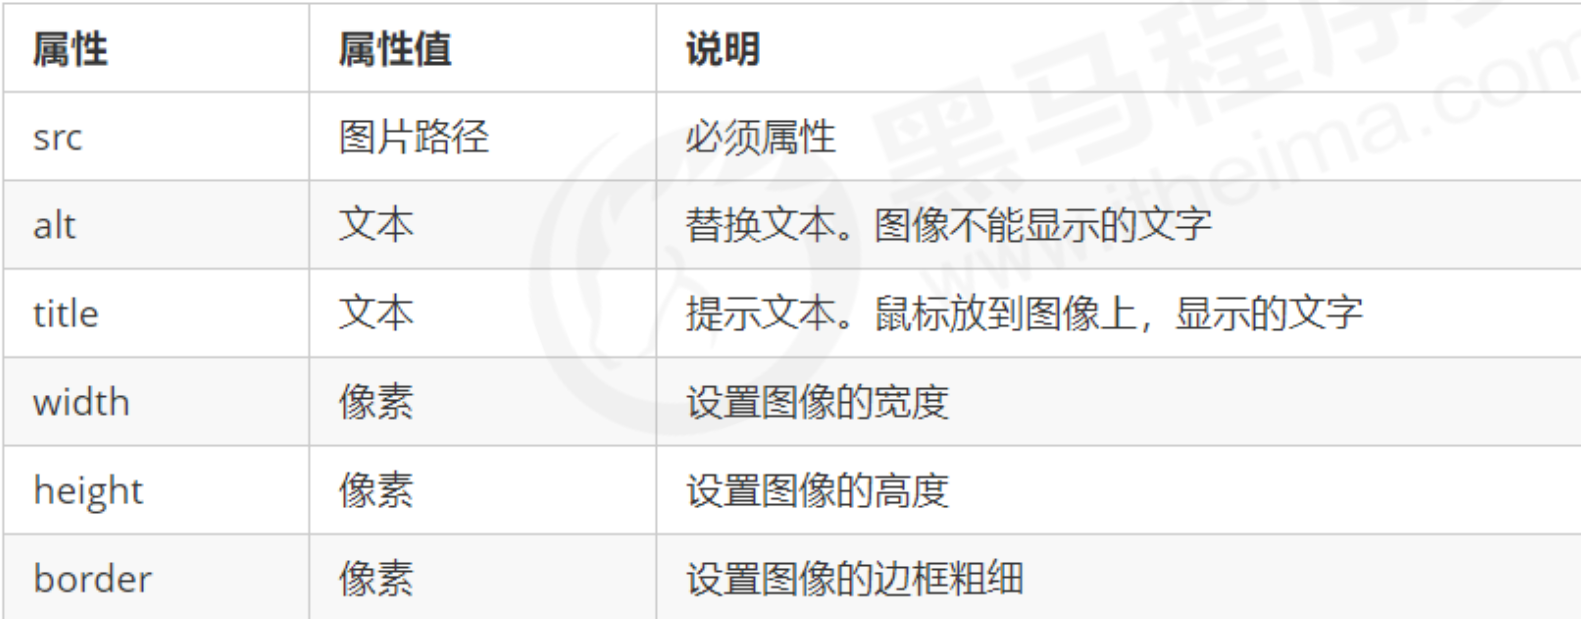 属性 属性值 说明
src 图片路径 必须属性
alt 文本 替换文本。图像不能显示的文字
title 文本 提示文本。鼠标放到图像上，显示的文字
width 像素 设置图像的宽度
height 像素 设置图像的高度
border 像素 设置图像的边框粗细
黑马程序
www.itheima.com